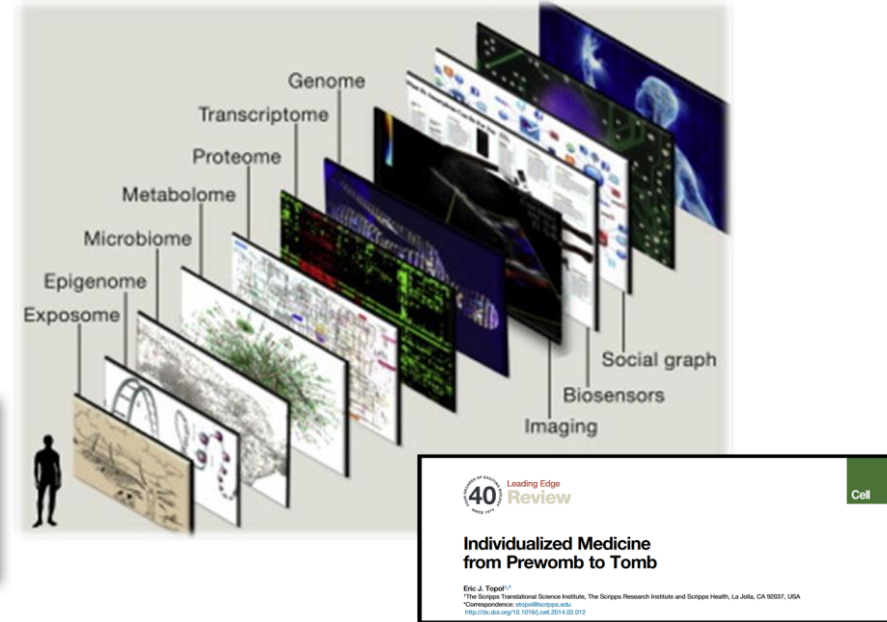 Genome
Transcriptome
Proteome
Metabolome
Microbiome
Epigenome
Exposome
Social graph
Biosensors
Imaging
40
Leading Edge
Review
Cell
Individualized Medicine
from Prewomb to Tomb
Eric J. Topol1,*
1The Scripps Translational Science Institute, The Scripps Research Institute and Scripps Health, La Jolla, CA 92037, USA
*Correspondence: etopol@scripps.edu
http://dx.doi.org/10.1016/j.cell.2014.02.012